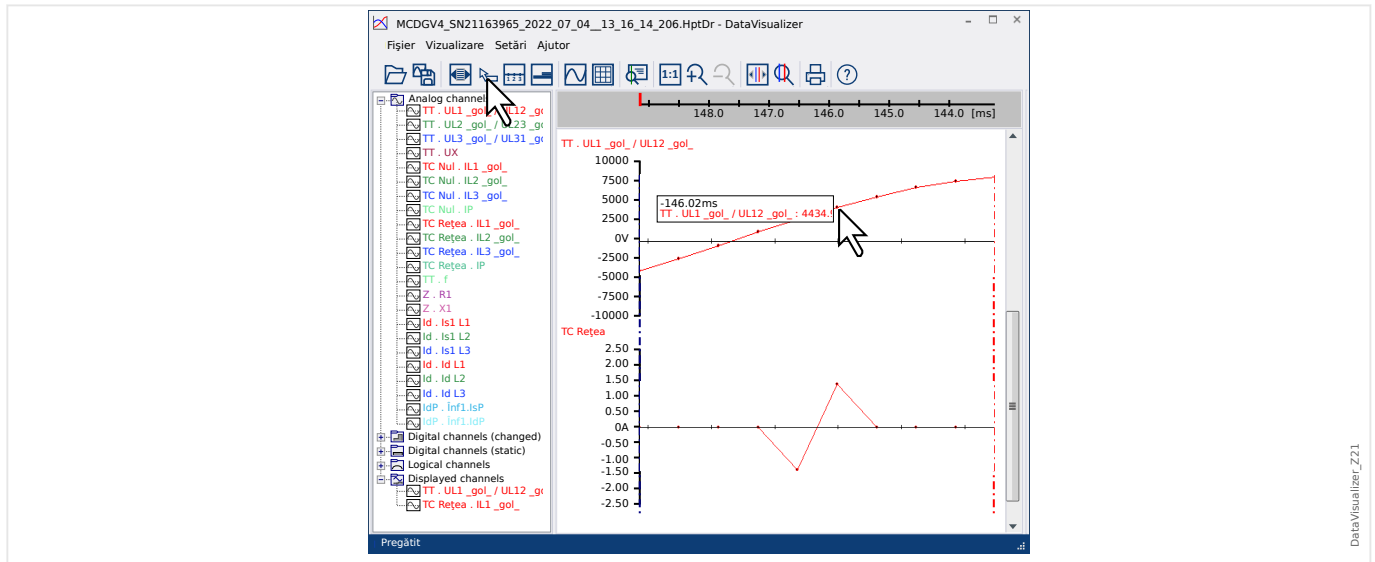 MCDGV4_SN21163965_2022_07_04__13_16_14_206.HptDr - DataVisualizer
Fișier Vizualizare Setări Ajutor
1 2 3
1:1
?
Analog channel
TT . UL1 _gol_ / UL12 _go
TT . UL2 _gol_ / UL23 _go
TT . UL3 _gol_ / UL31 _go
TT . UX
TC Nul . IL1 _gol_
TC Nul . IL2 _gol_
TC Nul . IL3 _gol_
TC Nul . IP
TC Rețea . IL1 _gol_
TC Rețea . IL2 _gol_
TC Rețea . IL3 _gol_
TC Rețea . IP
TT . f
Z . R1
Z . X1
Id . Is1 L1
Id . Is1 L2
Id . Is1 L3
Id . Id L1
Id . Id L2
Id . Id L3
IdP . Înf1.IsP
IdP . Înf1.IdP
Digital channels (changed)
Digital channels (static)
Logical channels
Displayed channels
TT . UL1 _gol_ / UL12 _go
TC Rețea . IL1 _gol_
148.0 147.0 146.0 145.0 144.0 [ms]
TT . UL1 _gol_ / UL12 _gol_
10000
7500
5000
2500
0V
-2500
-5000
-7500
-10000
-146.02ms
TT . UL1 _gol_ / UL12 _gol_ : 4434.
TC Rețea
2.50
2.00
1.50
1.00
0.50
0A
-0.50
-1.00
-1.50
-2.00
-2.50
Pregătit
DataVisualizer_Z21